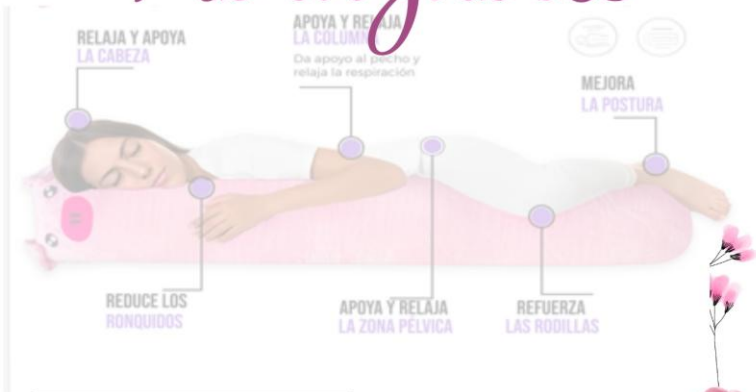 RELAJA Y APOYA
LA CABEZA
APOYA Y RELAJA
LA COLUMN
Da apoyo al pecho y
relaja la respiración
MEJORA
LA POSTURA
REDUCE LOS
RONQUIDOS
APOYA Y RELAJA
LA ZONA PÉLVICA
REFUERZA
LAS RODILLAS